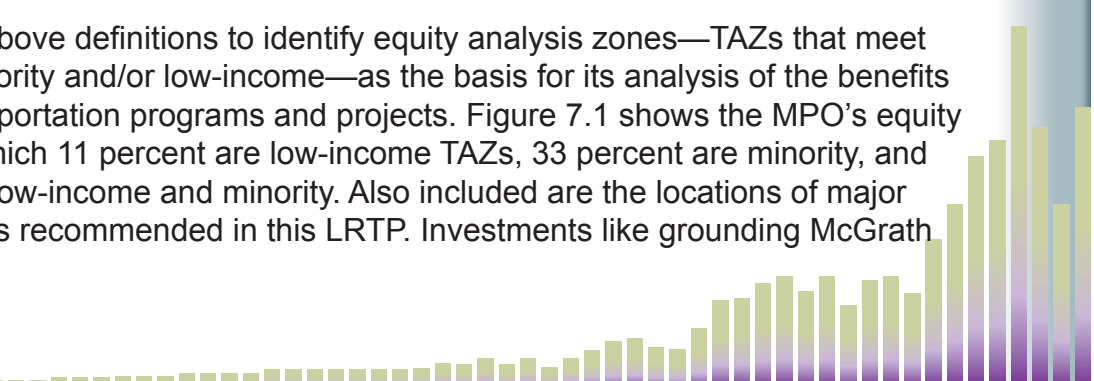 bove definitions to identify equity analysis zones—TAZs that meet
ority and/or low-income—as the basis for its analysis of the benefits
portation programs and projects. Figure 7.1 shows the MPO’s equity
hich 11 percent are low-income TAZs, 33 percent are minority, and
ow-income and minority. Also included are the locations of major
s recommended in this LRTP. Investments like grounding McGrath